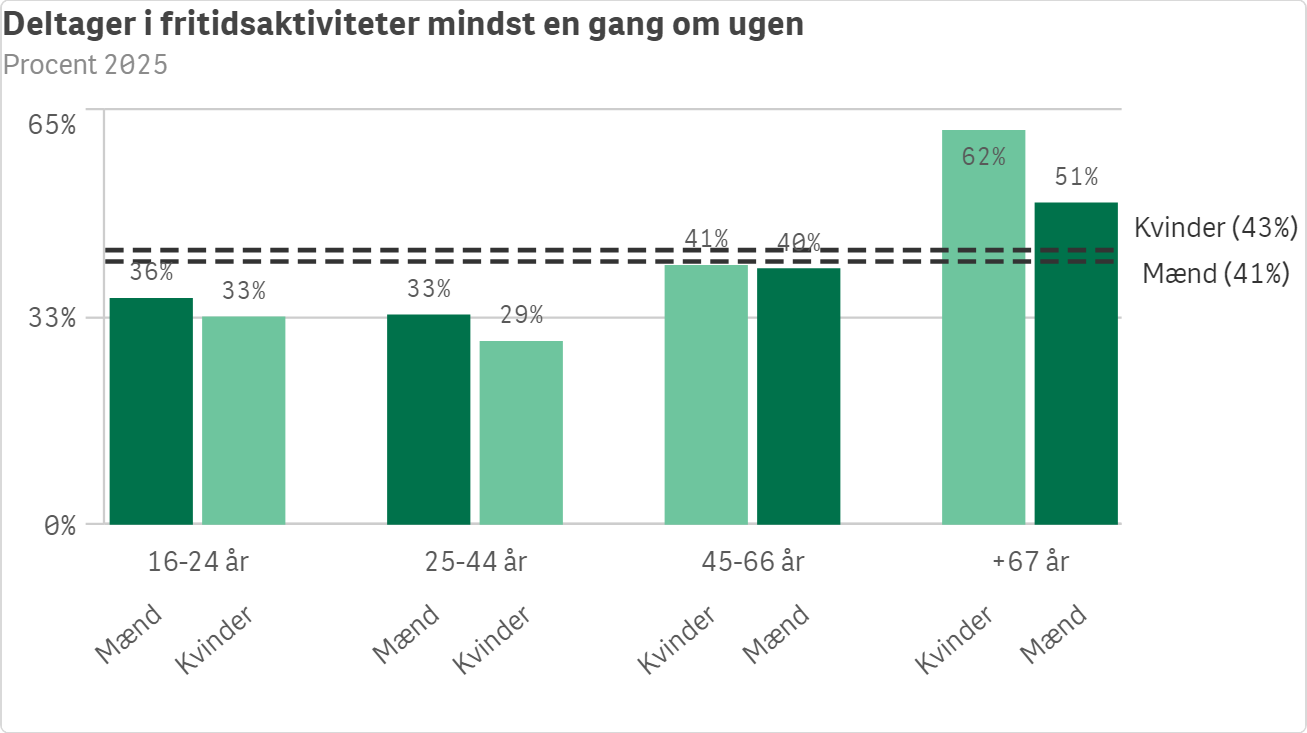 Deltager i fritidsaktiviteter mindst en gang om ugen
Procent 2025
65%
33%
0%
36%
33%
33%
29%
41%
40%
62%
51%
Kvinder (43%)
Mænd (41%)
16-24 år
25-44 år
45-66 år
+67 år
Mænd
Kvinder
Mænd
Kvinder
Kvinder
Mænd
Kvinder
Mænd